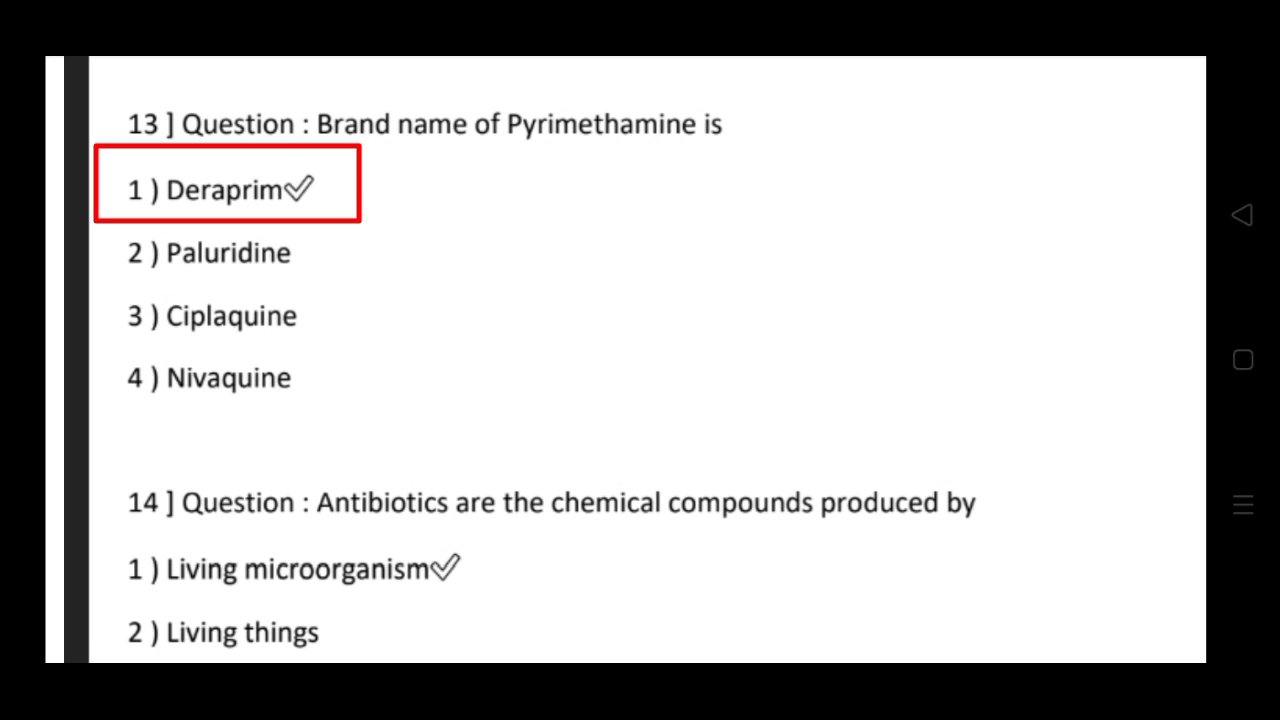 13 ] Question : Brand name of Pyrimethamine is
1 ) Deraprim✓
2 ) Paluridine
3 ) Ciplaquine
4 ) Nivaquine
14 ] Question : Antibiotics are the chemical compounds produced by
1 ) Living microorganism✓
2 ) Living things